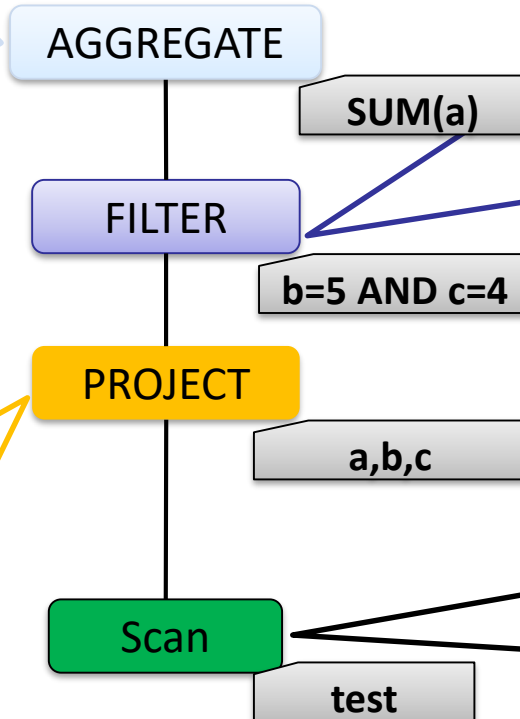 AGGREGATE
SUM(a)
FILTER
b=5 AND c=4
PROJECT
a,b,c
Scan
test